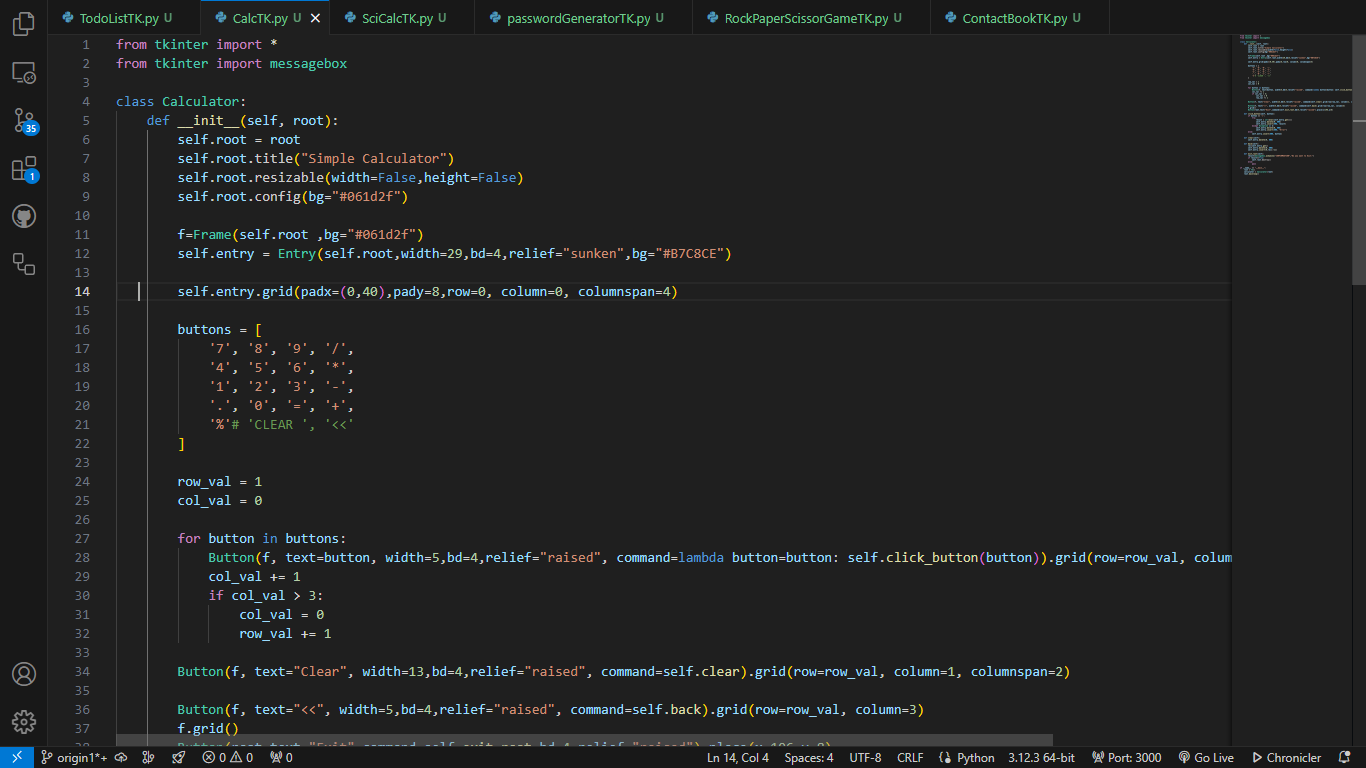 TodoListTK.py U CalcTK.py U SciCalcTK.py U passwordGeneratorTK.py U RockPaperScissorGameTK.py U ContactBookTK.py U
1 from tkinter import *
2 from tkinter import messagebox
3
4 class Calculator:
5 def __init__(self, root):
6 self.root = root
7 self.root.title("Simple Calculator")
8 self.root.resizable(width=False,height=False)
9 self.root.config(bg="#061d2f")
10
11 f=Frame(self.root ,bg="#061d2f")
12 self.entry = Entry(self.root,width=29,bd=4,relief="sunken",bg="#B7C8CE")
13
14 self.entry.grid(padx=(0,40),pady=8,row=0, column=0, columnspan=4)
15
16 buttons = [
17 '7', '8', '9', '/',
18 '4', '5', '6', '*',
19 '1', '2', '3', '-',
20 '.', '0', '=', '+',
21 '%'# 'CLEAR ', '<<'
22 ]
23
24 row_val = 1
25 col_val = 0
26
27 for button in buttons:
28 Button(f, text=button, width=5,bd=4,relief="raised", command=lambda button=button: self.click_button(button)).grid(row=row_val, colum
29 col_val += 1
30 if col_val > 3:
31 col_val = 0
32 row_val += 1
33
34 Button(f, text="Clear", width=13,bd=4,relief="raised", command=self.clear).grid(row=row_val, column=1, columnspan=2)
35
36 Button(f, text="<<", width=5,bd=4,relief="raised", command=self.back).grid(row=row_val, column=3)
37 f.grid()
35
1
origin1*+ 0 0 0 Ln 14, Col 4 Spaces: 4 UTF-8 CRLF Python 3.12.3 64-bit Port: 3000 Go Live Chronicler